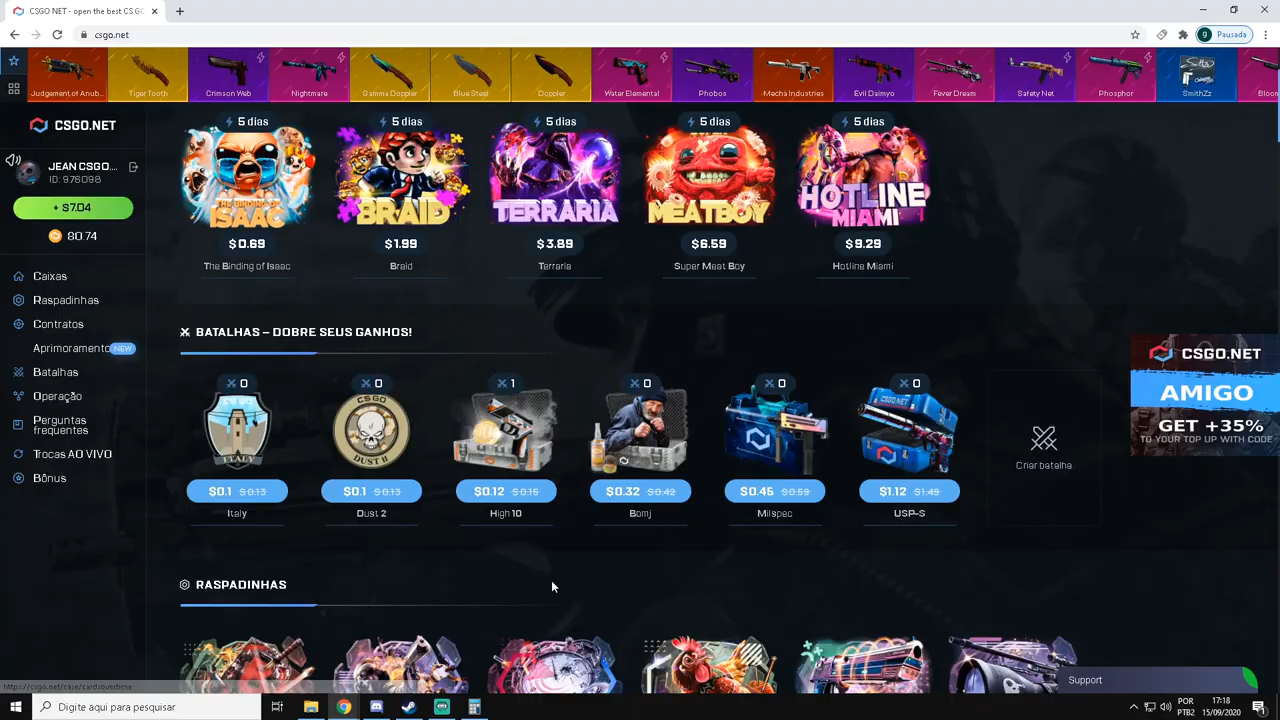 CSGO.NET - open the best CS GO
csgo.net
Pausada
Judgement of Anub...
Tiger Tooth
Crimson Web
Nightmare
Gamma Doppler
Blue Steel
Doppler
Water Elemental
Phobos
Mecha Industries
Evil Daimyo
Fever Dream
Safety Net
Phosphor
SmithZz
CSGO.NET
JEAN CSGO....
ID: 976098
+ $7.04
80.74
Caixas
Raspadinhas
Contratos
Aprimoramento NEW
Batalhas
Operação
Perguntas
frequentes
Trocas AO VIVO
Bônus
5 dias
5 dias
5 dias
5 dias
5 dias
THE BINDING OF
ISAAC
BRAID
TERRARIA
MEATBOY
HOTLINE
MIAMI
$0.69
$1.99
$3.89
$6.59
$9.29
The Binding of Isaac
Braid
Terraria
Super Meat Boy
Hotline Miami
BATALHAS – DOBRE SEUS GANHOS!
0
0
1
0
0
0
ITALY
CSGO
DUST II
CSGO.NET
$0.1 $0.13
$0.1 $0.13
$0.12 $0.15
$0.32 $0.42
$0.45 $0.59
$1.12 $1.49
Italy
Dust 2
High 10
Bomj
Milspec
USP-S
Criar batalha
CSGO.NET
AMIGO
GET +35%
TO YOUR TOP UP WITH CODE
RASPADINHAS
Support
https://csgo.net/case/cardsovertime
Digite aqui para pesquisar
POR
PTB2
17:18
15/09/2020